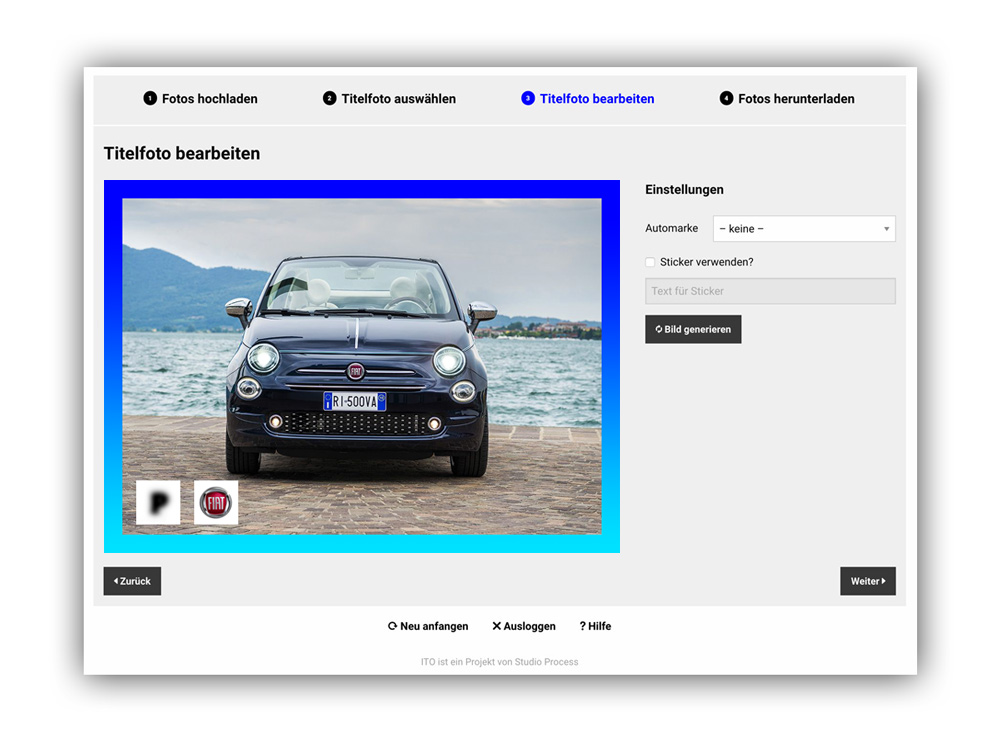 1 Fotos hochladen
2 Titelfoto auswählen
3 Titelfoto bearbeiten
4 Fotos herunterladen
Titelfoto bearbeiten
FIAT
RI-500VA
P
FIAT
Einstellungen
Automarke
– keine –
Sticker verwenden?
Text für Sticker
Bild generieren
Zurück
Weiter
Neu anfangen
Ausloggen
? Hilfe
ITO ist ein Projekt von Studio Process